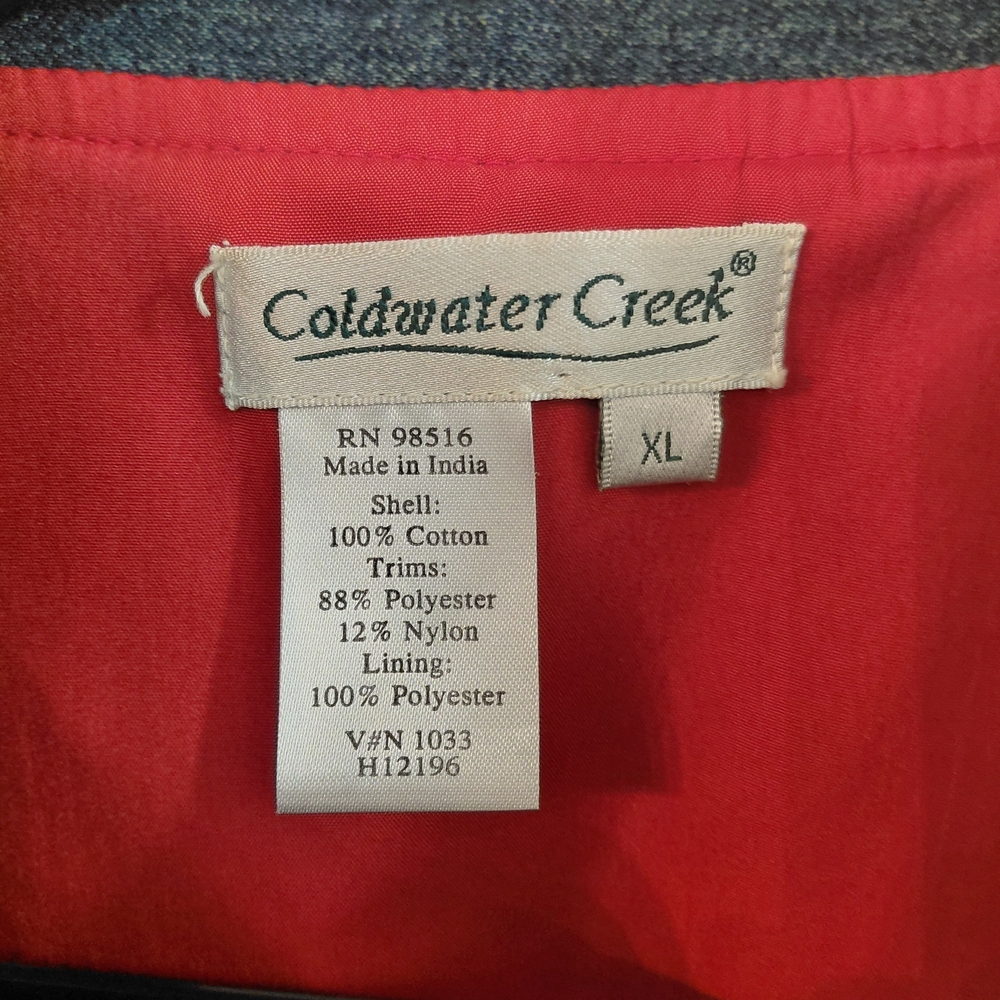 Coldwater Creek®
XL
RN 98516
Made in India
Shell:
100% Cotton
Trims:
88% Polyester
12% Nylon
Lining:
100% Polyester
V#N 1033
H12196